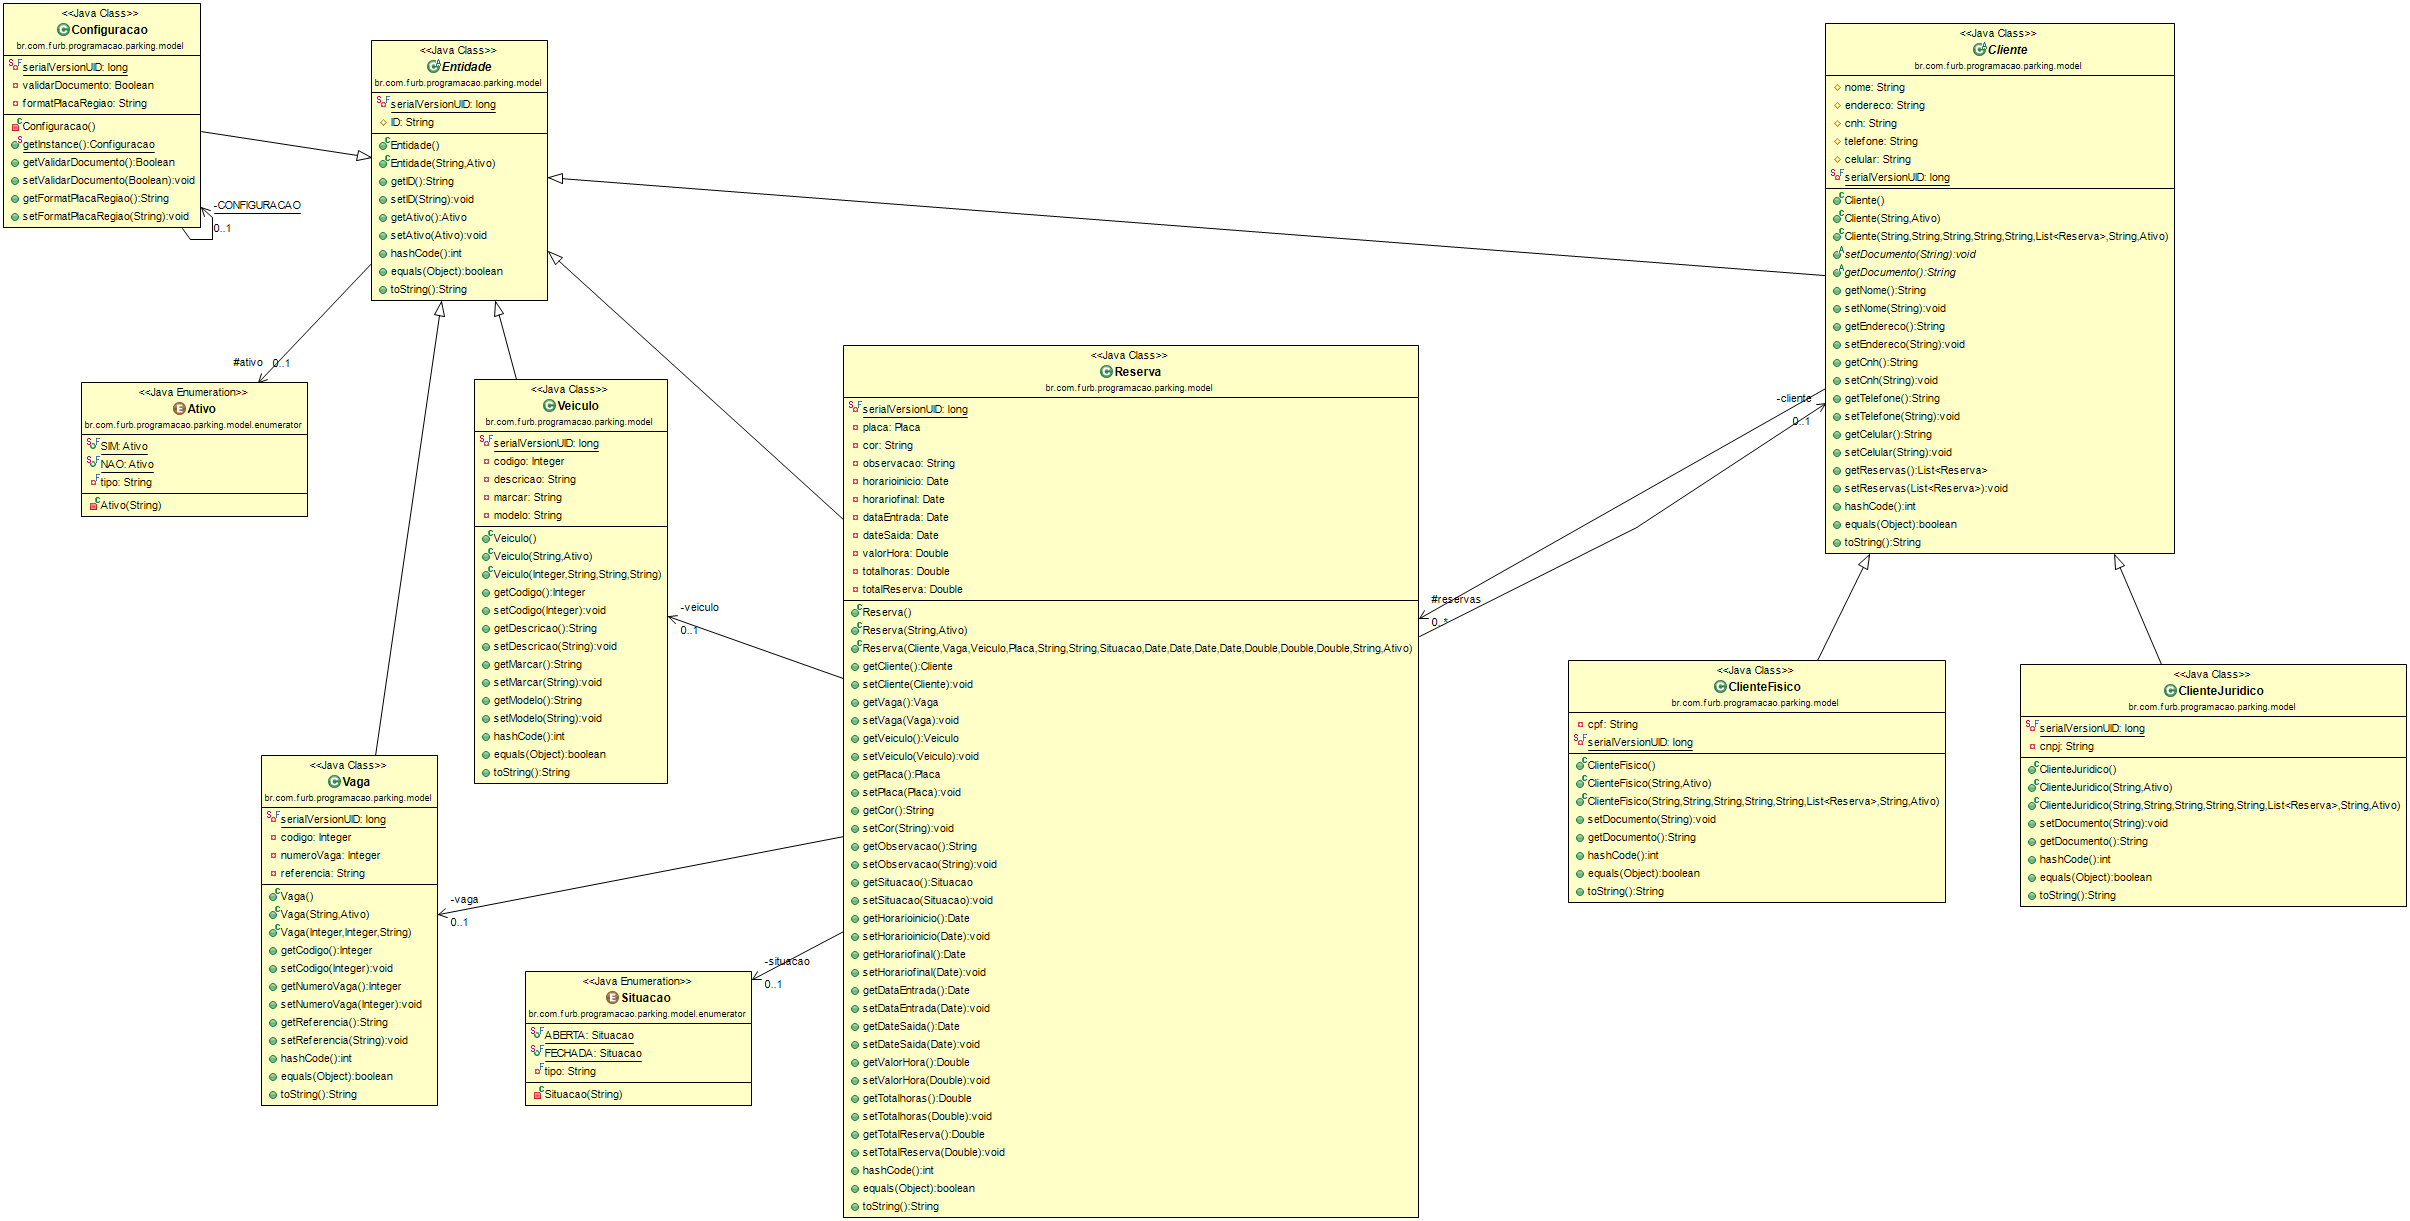 <<Java Class>>
Configuracao
br.com.furb.programacao.parking.model
serialVersionUID: long
validarDocumento: Boolean
formatPlacaRegiao: String
Configuracao()
getInstance():Configuracao
getValidarDocumento():Boolean
setValidarDocumento(Boolean):void
getFormatPlacaRegiao():String
setFormatPlacaRegiao(String):void
-CONFIGURACAO
0..1
<<Java Class>>
Entidade
br.com.furb.programacao.parking.model
serialVersionUID: long
ID: String
Entidade()
Entidade(String,Ativo)
getID():String
setID(String):void
getAtivo():Ativo
setAtivo(Ativo):void
hashCode():int
equals(Object):boolean
toString():String
#ativo
0..1
<<Java Enumeration>>
Ativo
br.com.furb.programacao.parking.model.enumerator
SIM: Ativo
NAO: Ativo
tipo: String
Ativo(String)
<<Java Class>>
Veiculo
br.com.furb.programacao.parking.model
serialVersionUID: long
codigo: Integer
descricao: String
marcar: String
modelo: String
Veiculo()
Veiculo(String,Ativo)
Veiculo(Integer,String,String,String)
getCodigo():Integer
setCodigo(Integer):void
getDescricao():String
setDescricao(String):void
getMarcar():String
setMarcar(String):void
getModelo():String
setModelo(String):void
hashCode():int
equals(Object):boolean
toString():String
-veiculo
0..1
<<Java Class>>
Vaga
br.com.furb.programacao.parking.model
serialVersionUID: long
codigo: Integer
numeroVaga: Integer
referencia: String
Vaga()
Vaga(String,Ativo)
Vaga(Integer,Integer,String)
getCodigo():Integer
setCodigo(Integer):void
getNumeroVaga():Integer
setNumeroVaga(Integer):void
getReferencia():String
setReferencia(String):void
hashCode():int
equals(Object):boolean
toString():String
-vaga
0..1
<<Java Enumeration>>
Situacao
br.com.furb.programacao.parking.model.enumerator
ABERTA: Situacao
FECHADA: Situacao
tipo: String
Situacao(String)
-situacao
0..1
<<Java Class>>
Reserva
br.com.furb.programacao.parking.model
serialVersionUID: long
placa: Placa
cor: String
observacao: String
horarioinicio: Date
horariofinal: Date
dataEntrada: Date
dateSaida: Date
valorHora: Double
totalhoras: Double
totalReserva: Double
Reserva()
Reserva(String,Ativo)
Reserva(Cliente,Vaga,Veiculo,Placa,String,String,Situacao,Date,Date,Date,Date,Double,Double,Double,String,Ativo)
getCliente():Cliente
setCliente(Cliente):void
getVaga():Vaga
setVaga(Vaga):void
getVeiculo():Veiculo
setVeiculo(Veiculo):void
getPlaca():Placa
setPlaca(Placa):void
getCor():String
setCor(String):void
getObservacao():String
setObservacao(String):void
getSituacao():Situacao
setSituacao(Situacao):void
getHorarioinicio():Date
setHorarioinicio(Date):void
getHorariofinal():Date
setHorariofinal(Date):void
getDataEntrada():Date
setDataEntrada(Date):void
getDateSaida():Date
setDateSaida(Date):void
getValorHora():Double
setValorHora(Double):void
getTotalhoras():Double
setTotalhoras(Double):void
getTotalReserva():Double
setTotalReserva(Double):void
hashCode():int
equals(Object):boolean
toString():String
-cliente
0..1
#reservas
0..*
<<Java Class>>
Cliente
br.com.furb.programacao.parking.model
nome: String
endereco: String
cnh: String
telefone: String
celular: String
serialVersionUID: long
Cliente()
Cliente(String,Ativo)
Cliente(String,String,String,String,String,List<Reserva>,String,Ativo)
setDocumento(String):void
getDocumento():String
getNome():String
setNome(String):void
getEndereco():String
setEndereco(String):void
getCnh():String
setCnh(String):void
getTelefone():String
setTelefone(String):void
getCelular():String
setCelular(String):void
getReservas():List<Reserva>
setReservas(List<Reserva>):void
hashCode():int
equals(Object):boolean
toString():String
<<Java Class>>
ClienteFisico
br.com.furb.programacao.parking.model
cpf: String
serialVersionUID: long
ClienteFisico()
ClienteFisico(String,Ativo)
ClienteFisico(String,String,String,String,String,List<Reserva>,String,Ativo)
setDocumento(String):void
getDocumento():String
hashCode():int
equals(Object):boolean
toString():String
<<Java Class>>
ClienteJuridico
br.com.furb.programacao.parking.model
serialVersionUID: long
cnpj: String
ClienteJuridico()
ClienteJuridico(String,Ativo)
ClienteJuridico(String,String,String,String,String,List<Reserva>,String,Ativo)
setDocumento(String):void
getDocumento():String
hashCode():int
equals(Object):boolean
toString():String